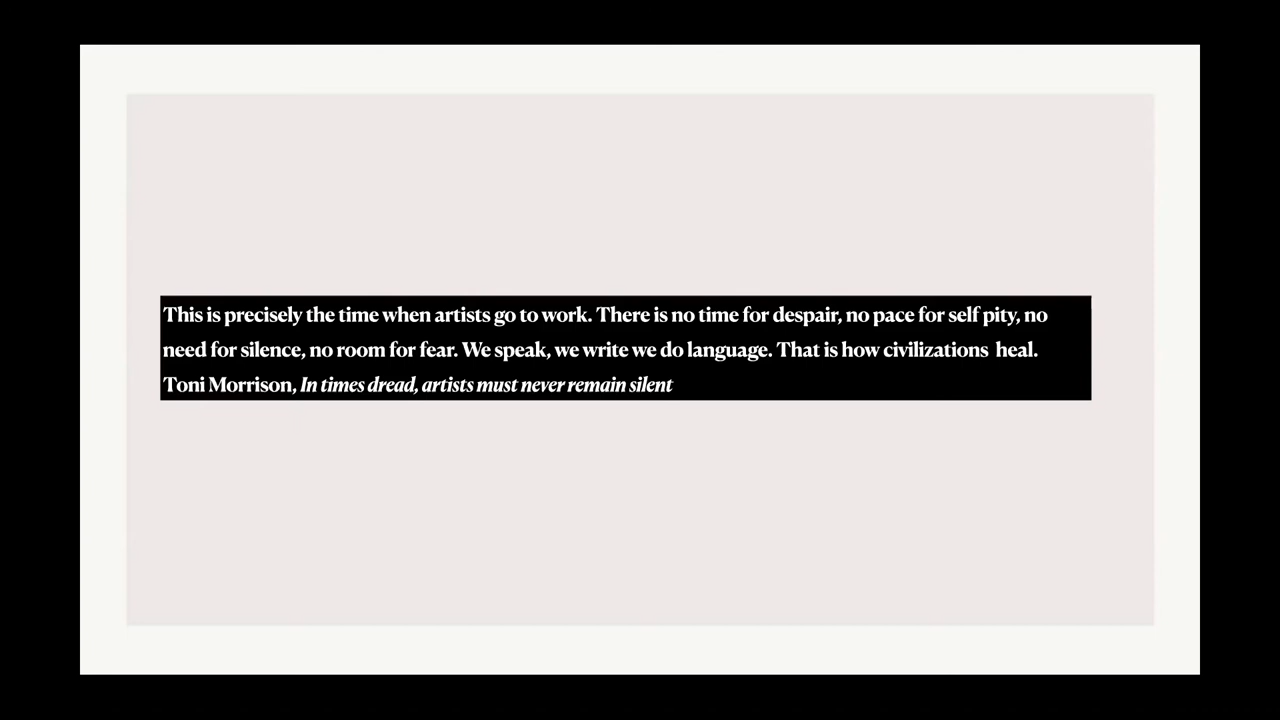 This is precisely the time when artists go to work. There is no time for despair, no pace for self pity, no
need for silence, no room for fear. We speak, we write we do language. That is how civilizations  heal.
Toni Morrison, In times dread, artists must never remain silent